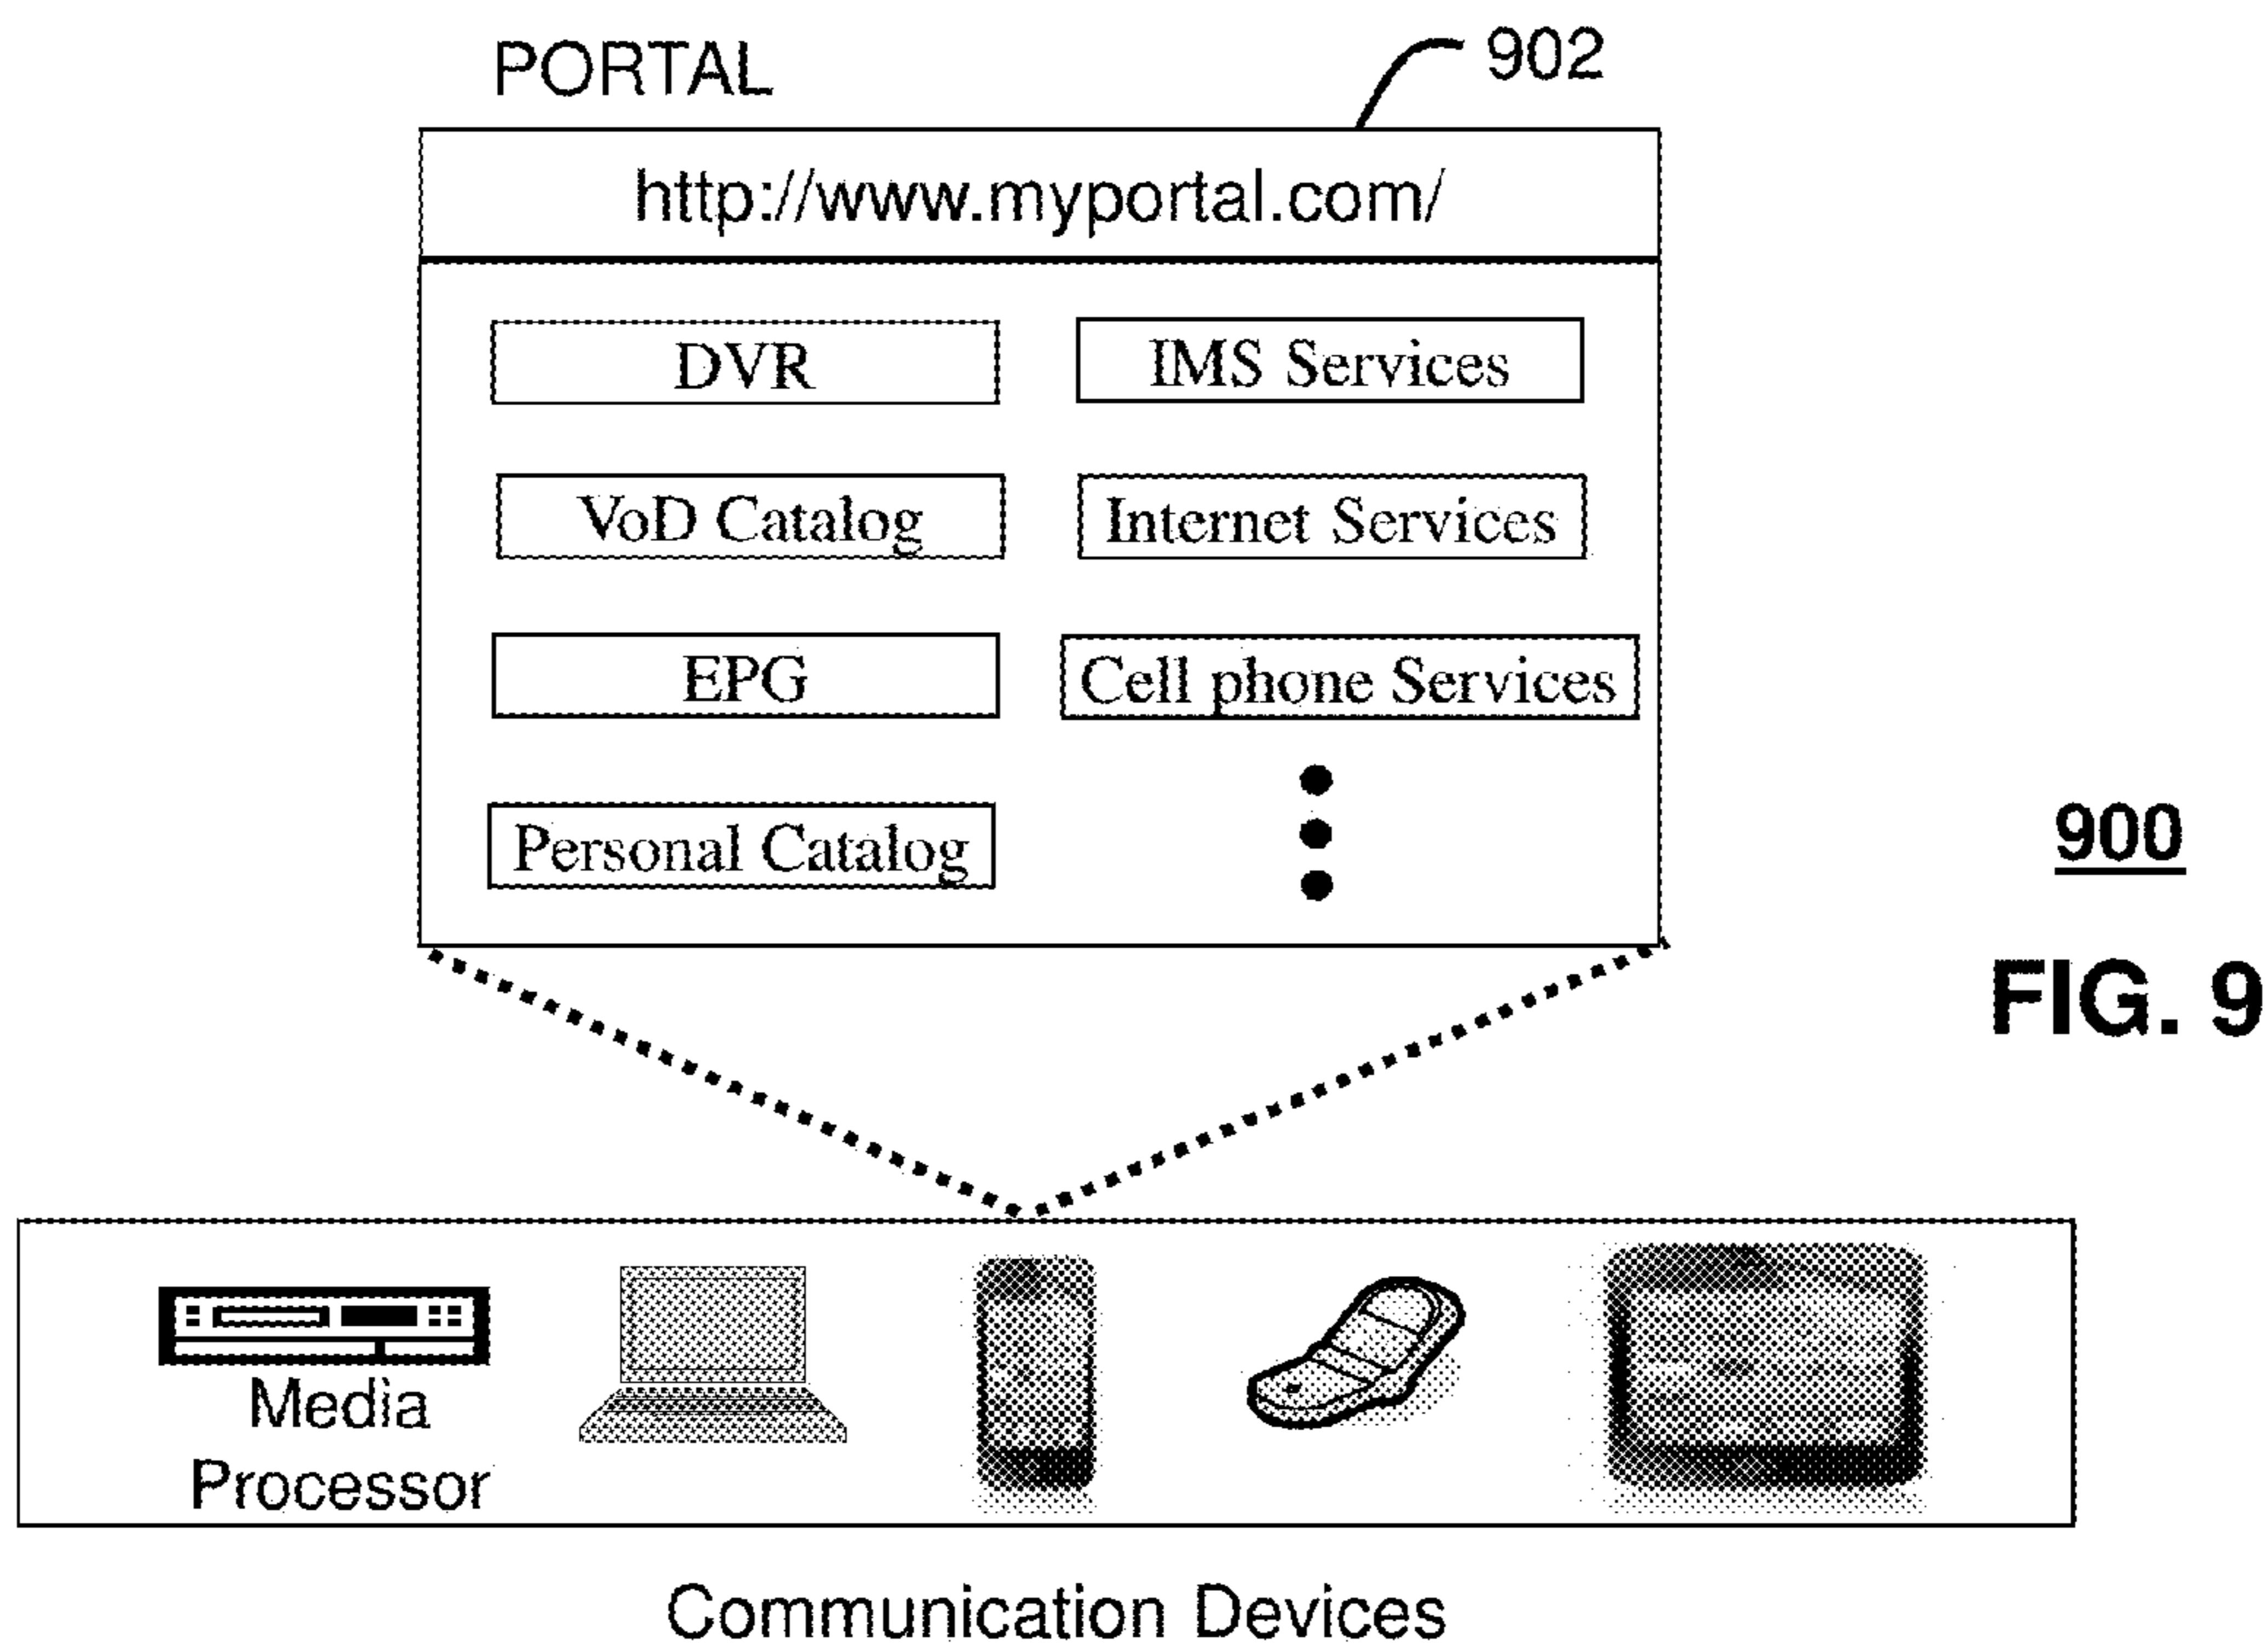 PORTAL
902
http://www.myportal.com/
DVR
IMS Services
VoD Catalog
Internet Services
EPG
Cell phone Services
Personal Catalog
900
FIG. 9
Media
Processor
Communication Devices